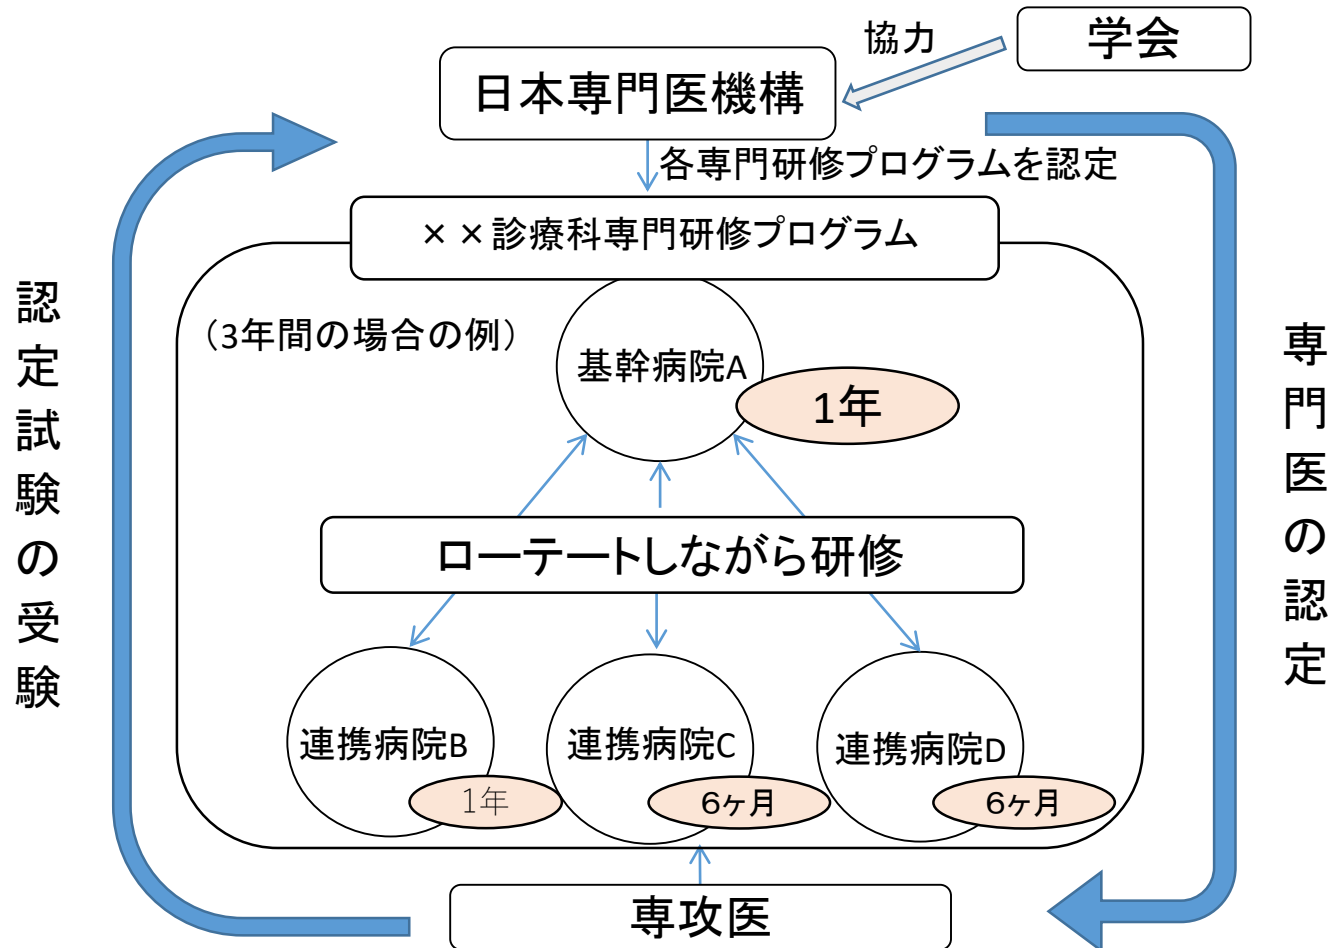 学会
協力
日本専門医機構
各専門研修プログラムを認定
××診療科専門研修プログラム
（3年間の場合の例）
基幹病院A
1年
ローテートしながら研修
連携病院B
1年
連携病院C
６ヶ月
連携病院D
６ヶ月
専攻医
認定試験の受験
専門医の認定